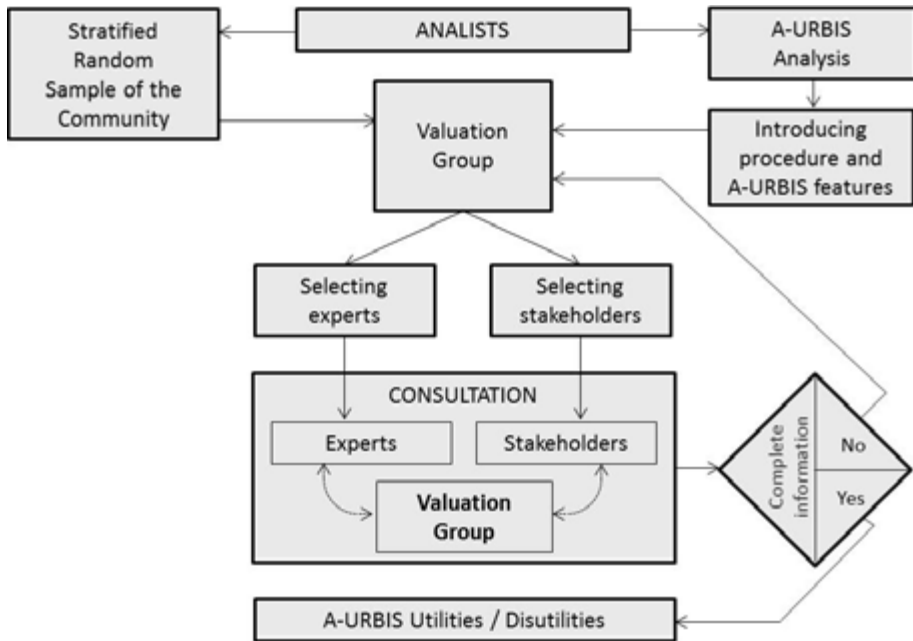 Stratified
Random
Sample of the
Community
ANALISTS
A-URBIS
Analysis
Valuation
Group
Introducing
procedure and
A-URBIS features
Selecting
experts
Selecting
stakeholders
CONSULTATION
Experts
Stakeholders
Valuation
Group
Complete
information
No
Yes
A-URBIS Utilities / Disutilities